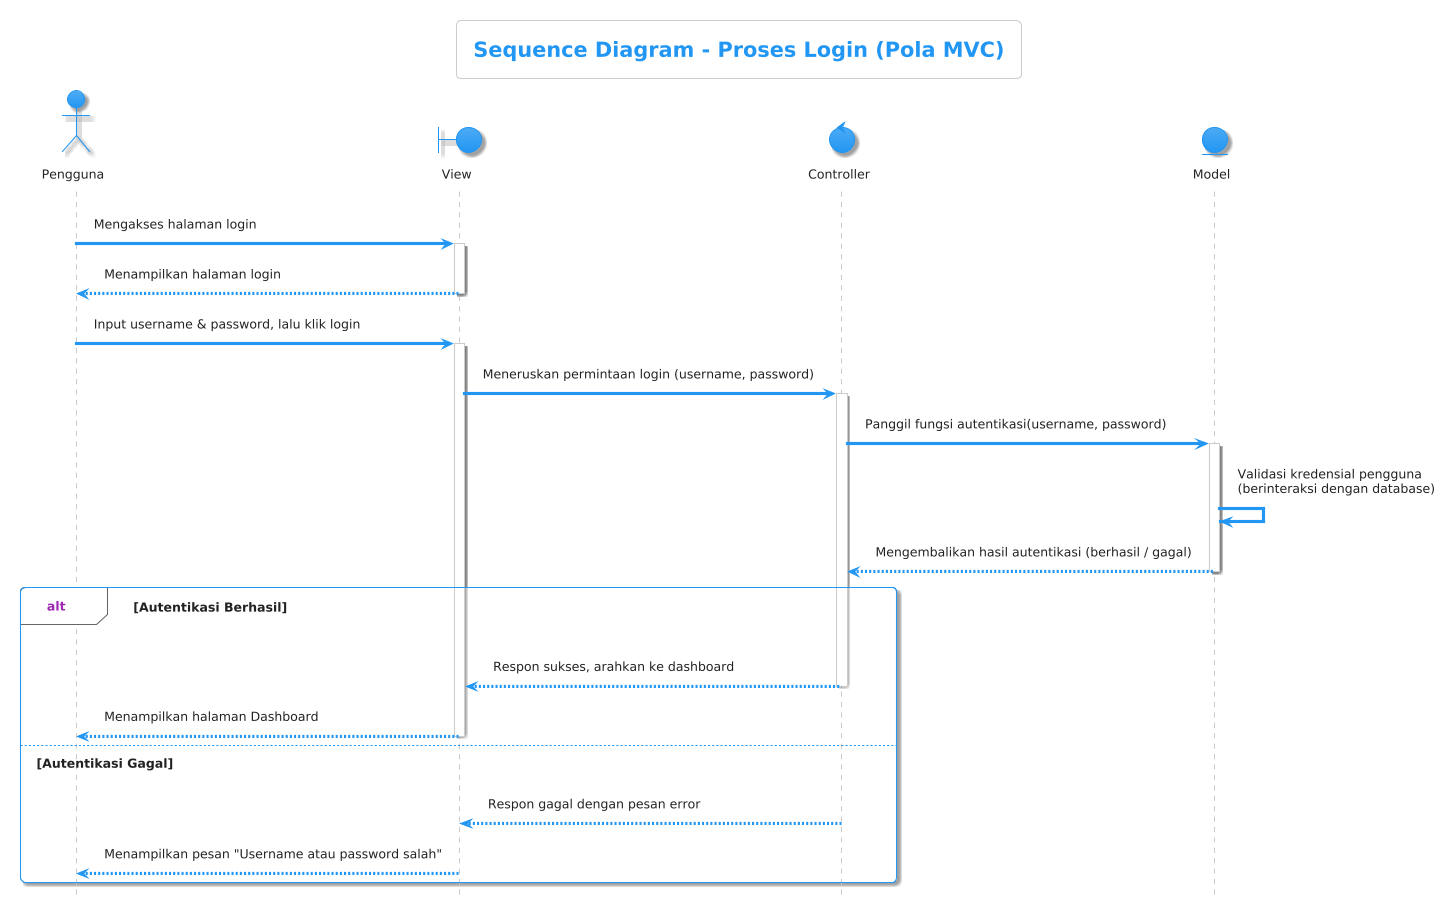 Sequence Diagram - Proses Login (Pola MVC)
Pengguna
View
Controller
Model
Mengakses halaman login
Menampilkan halaman login
Input username & password, lalu klik login
Meneruskan permintaan login (username, password)
Panggil fungsi autentikasi(username, password)
Validasi kredensial pengguna
(berinteraksi dengan database)
Mengembalikan hasil autentikasi (berhasil / gagal)
alt
[Autentikasi Berhasil]
Respon sukses, arahkan ke dashboard
Menampilkan halaman Dashboard
[Autentikasi Gagal]
Respon gagal dengan pesan error
Menampilkan pesan "Username atau password salah"